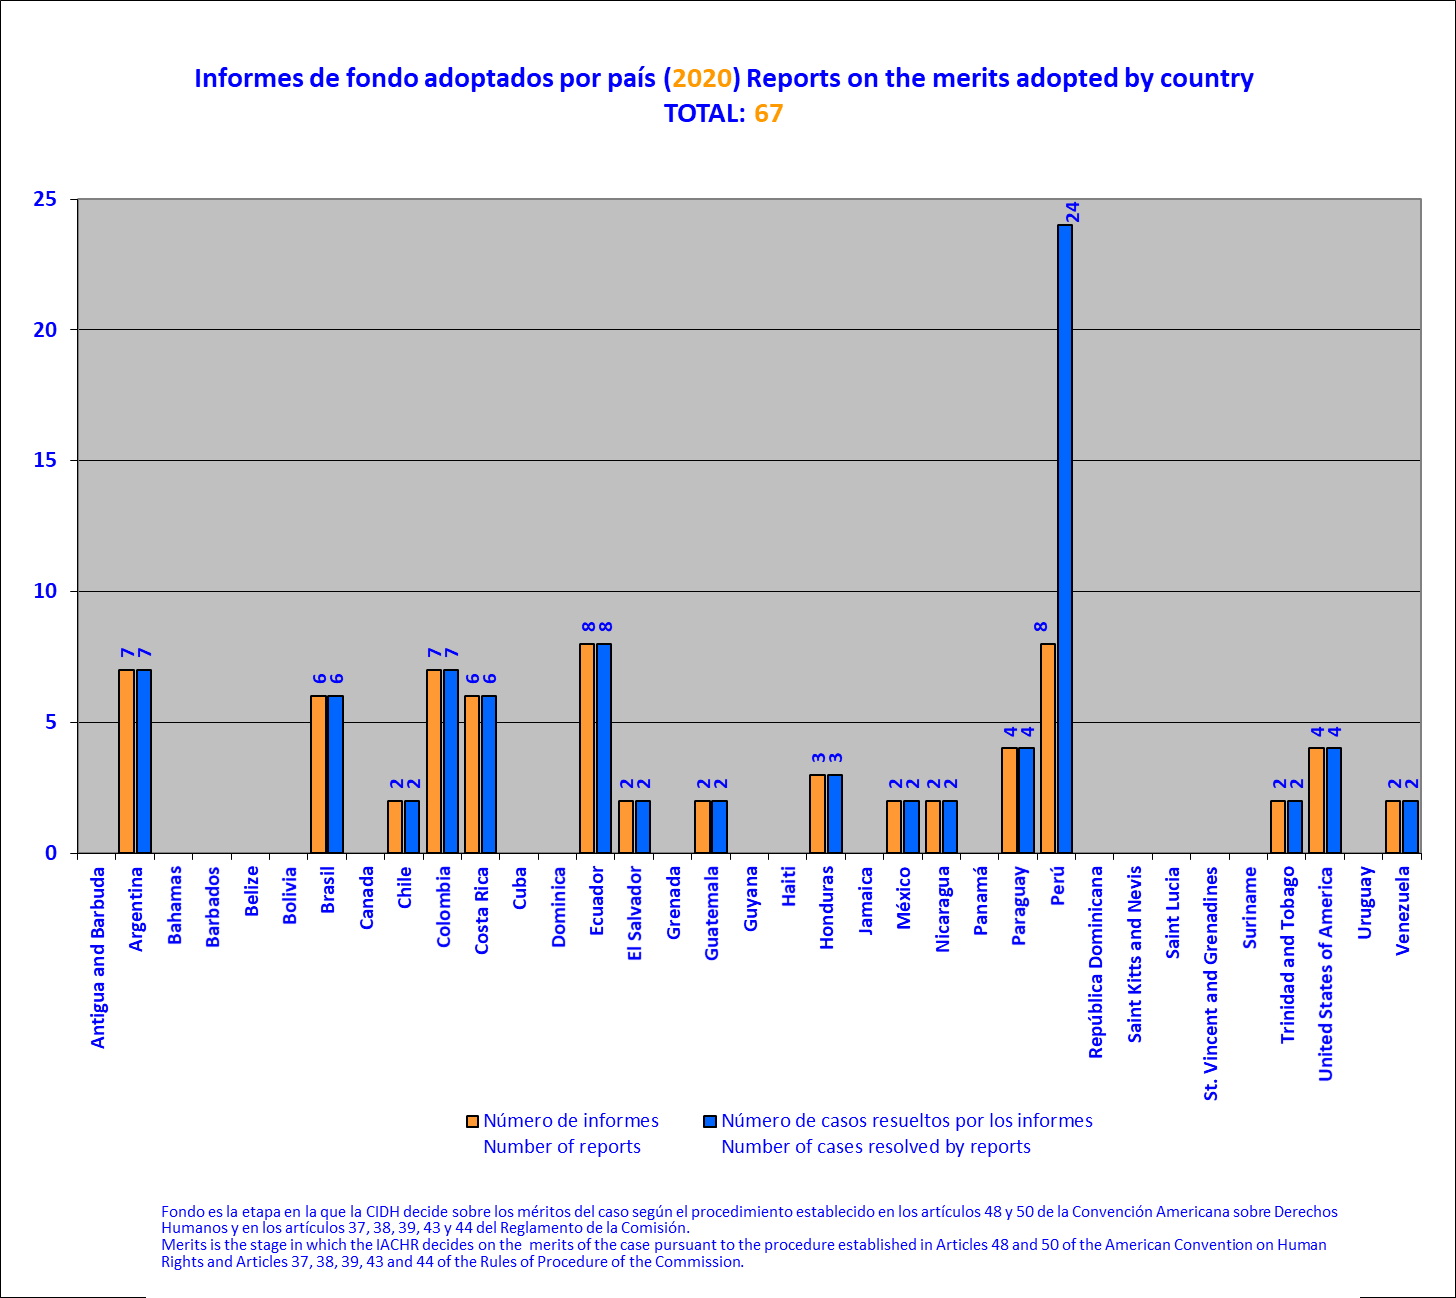 Informes de fondo adoptados por país (2020) Reports on the merits adopted by country
TOTAL: 67
25
20
15
10
5
0
7 7
6 6
2 2
7 7
6 6
8 8
2 2
2 2
3 3
2 2
2 2
4 4
8 24
2 2
4 4
2 2
Antigua and Barbuda
Argentina
Bahamas
Barbados
Belize
Bolivia
Brasil
Canada
Chile
Colombia
Costa Rica
Cuba
Dominica
Ecuador
El Salvador
Grenada
Guatemala
Guyana
Haiti
Honduras
Jamaica
México
Nicaragua
Panamá
Paraguay
Perú
República Dominicana
Saint Kitts and Nevis
Saint Lucia
St. Vincent and Grenadines
Suriname
Trinidad and Tobago
United States of America
Uruguay
Venezuela
Número de informes
Number of reports
Número de casos resueltos por los informes
Number of cases resolved by reports
Fondo es la etapa en la que la CIDH decide sobre los méritos del caso según el procedimiento establecido en los artículos 48 y 50 de la Convención Americana sobre Derechos
Humanos y en los artículos 37, 38, 39, 43 y 44 del Reglamento de la Comisión.
Merits is the stage in which the IACHR decides on the merits of the case pursuant to the procedure established in Articles 48 and 50 of the American Convention on Human
Rights and Articles 37, 38, 39, 43 and 44 of the Rules of Procedure of the Commission.